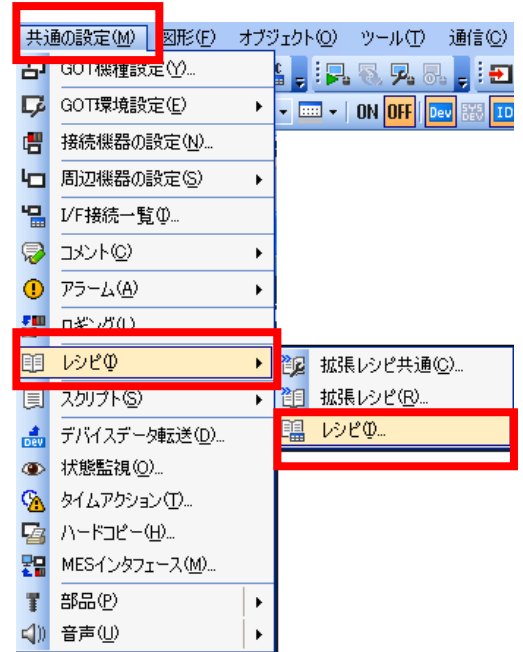 共通の設定(M) 図形(F) オブジェクト(O) ツール(T) 通信(C)
GOT機種設定(Y)...
GOT環境設定(E)
ON OFF Dev SYS DEV ID
接続機器の設定(N)...
周辺機器の設定(S)
I/F接続一覧(I)...
コメント(C)
アラーム(A)
ロギング(L)...
レシピ(I)
拡張レシピ共通(C)...
スクリプト(S)
拡張レシピ(R)...
Dev
デバイスデータ転送(D)...
レシピ(I)...
状態監視(O)...
タイムアクション(T)...
ハードコピー(H)...
MESインタフェース(M)...
部品(P)
音声(U)